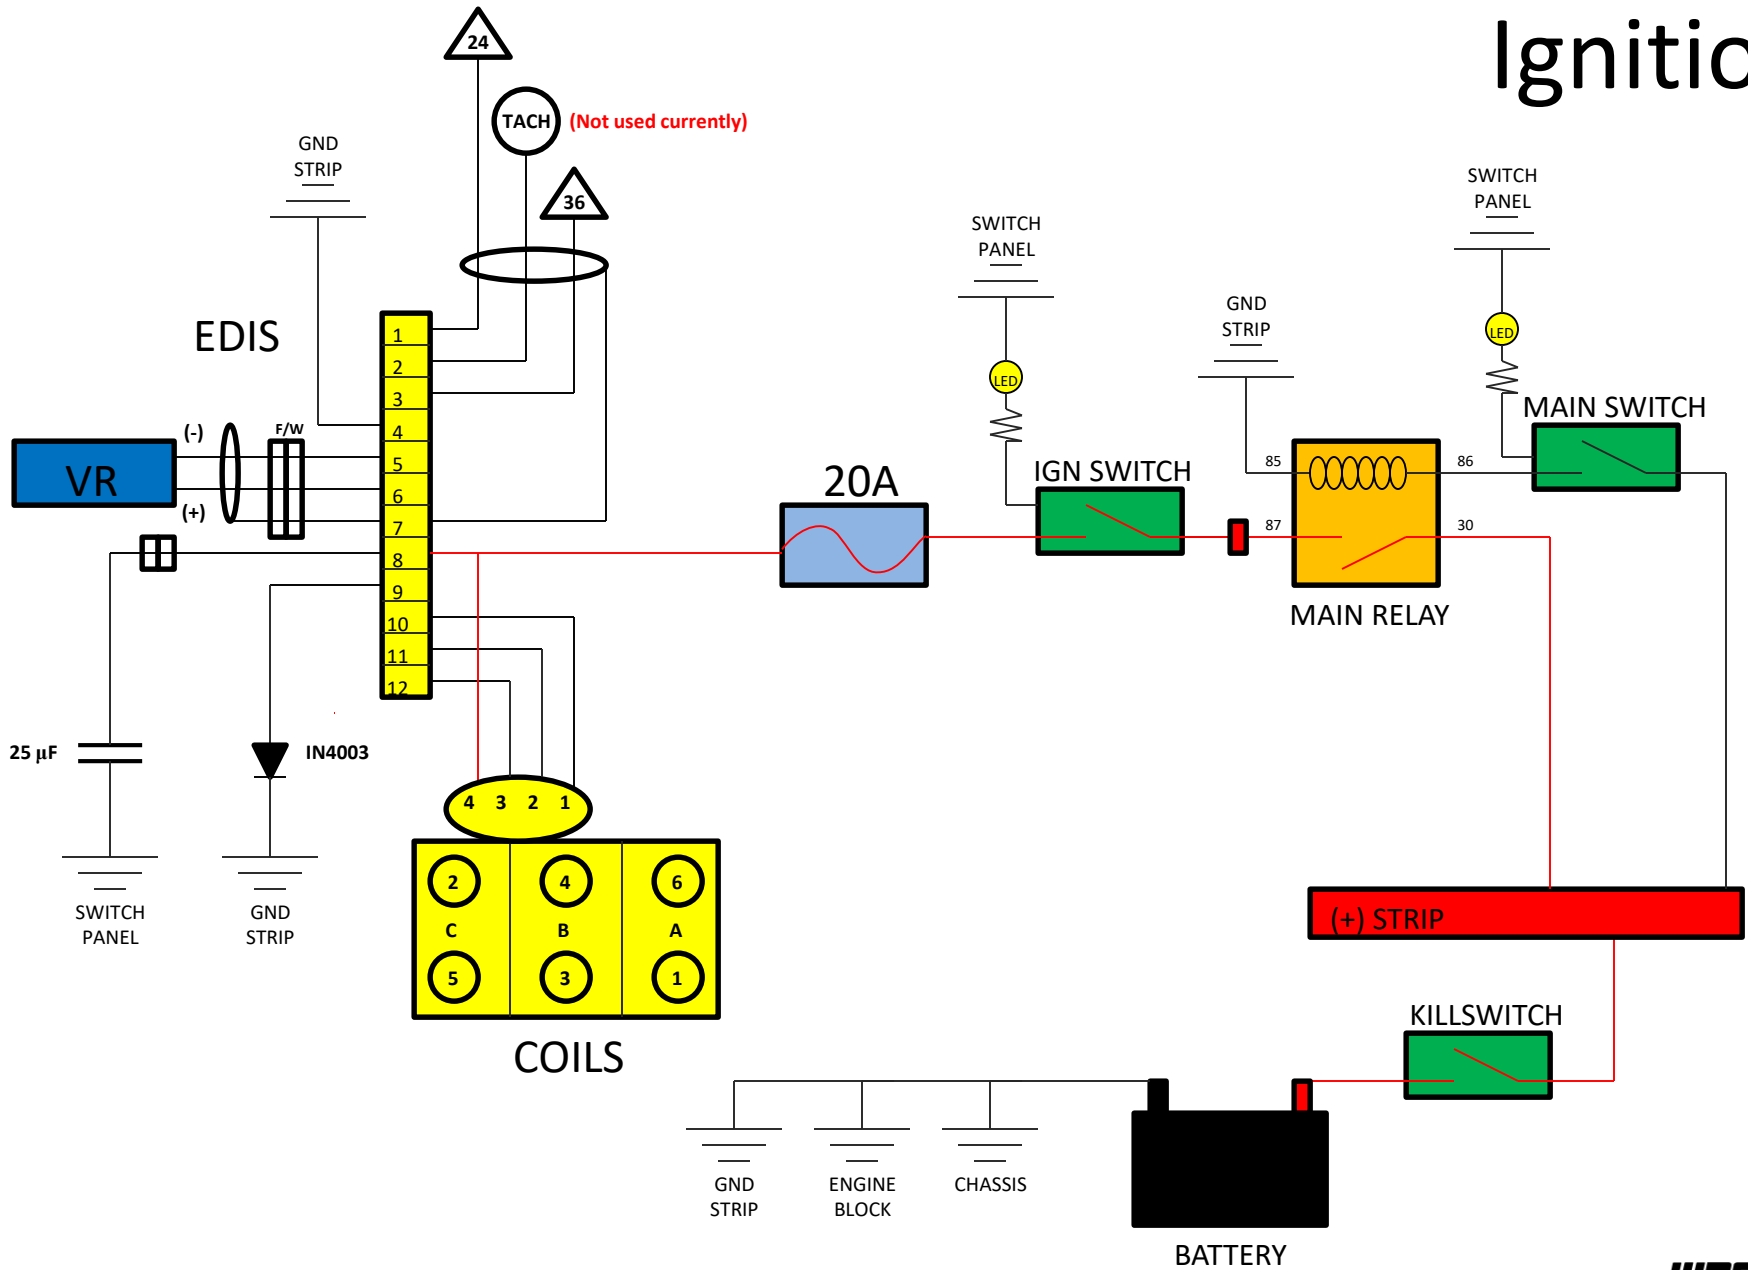 Ignitio
24
TACH
(Not used currently)
36
GND
STRIP
SWITCH
PANEL
SWITCH
PANEL
GND
STRIP
EDIS
1
2
3
4
5
6
7
8
9
10
11
12
(-)
F/W
VR
(+)
LED
LED
MAIN SWITCH
20A
IGN SWITCH
85
86
87
30
MAIN RELAY
25 µF
IN4003
4 3 2 1
2
4
6
C
B
A
5
3
1
COILS
SWITCH
PANEL
GND
STRIP
(+) STRIP
KILLSWITCH
GND
STRIP
ENGINE
BLOCK
CHASSIS
BATTERY